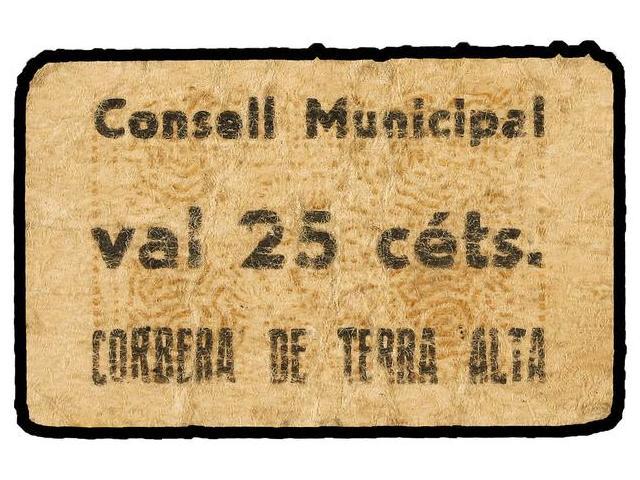 Consell Municipal
val 25 céts.
CORBERA DE TERRA ALTA